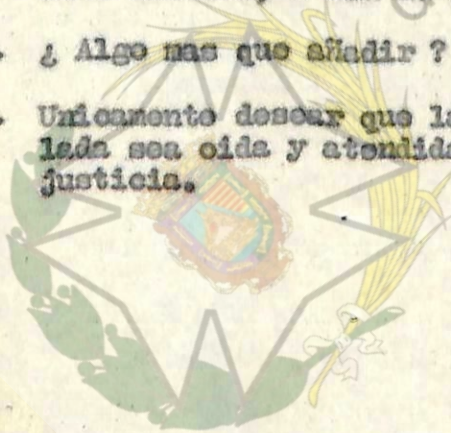 . ¿ Algo mas que añadir ?
. Unicamente desear que la
lada sea oida y atendida
justicia.